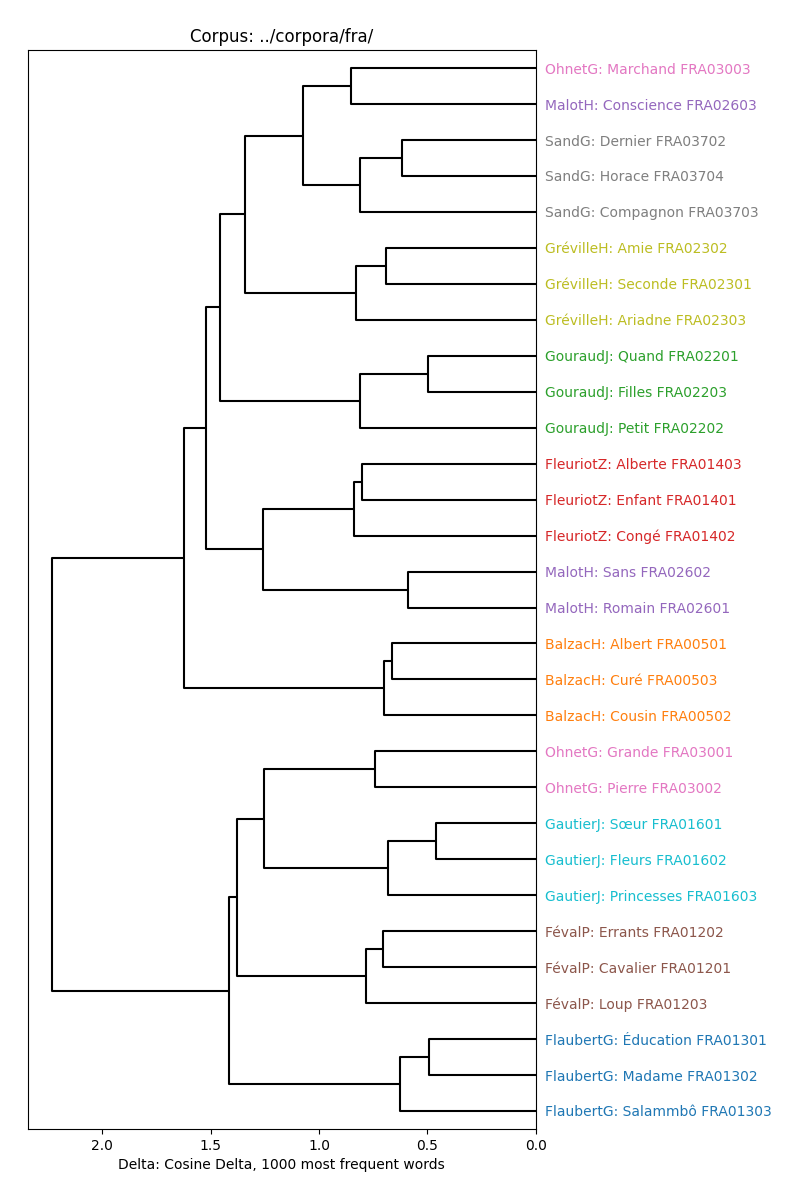 Corpus: ../corpora/fra/
OhnetG: Marchand FRA03003
MalotH: Conscience FRA02603
SandG: Dernier FRA03702
SandG: Horace FRA03704
SandG: Compagnon FRA03703
GrévilleH: Amie FRA02302
GrévilleH: Seconde FRA02301
GrévilleH: Ariadne FRA02303
GouraudJ: Quand FRA02201
GouraudJ: Filles FRA02203
GouraudJ: Petit FRA02202
FleuriotZ: Alberte FRA01403
FleuriotZ: Enfant FRA01401
FleuriotZ: Congé FRA01402
MalotH: Sans FRA02602
MalotH: Romain FRA02601
BalzacH: Albert FRA00501
BalzacH: Curé FRA00503
BalzacH: Cousin FRA00502
OhnetG: Grande FRA03001
OhnetG: Pierre FRA03002
GautierJ: Sœur FRA01601
GautierJ: Fleurs FRA01602
GautierJ: Princesses FRA01603
FévalP: Errants FRA01202
FévalP: Cavalier FRA01201
FévalP: Loup FRA01203
FlaubertG: Éducation FRA01301
FlaubertG: Madame FRA01302
FlaubertG: Salammbô FRA01303
2.0 1.5 1.0 0.5 0.0
Delta: Cosine Delta, 1000 most frequent words